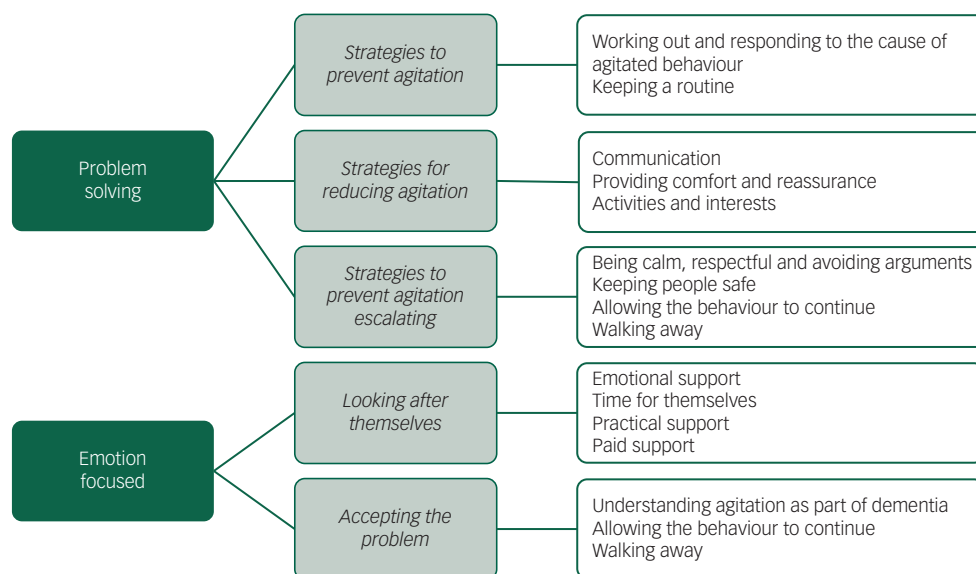 Problem
solving
Strategies to
prevent agitation
Working out and responding to the cause of
agitated behaviour
Keeping a routine
Strategies for
reducing agitation
Communication
Providing comfort and reassurance
Activities and interests
Strategies to
prevent agitation
escalating
Being calm, respectful and avoiding arguments
Keeping people safe
Allowing the behaviour to continue
Walking away
Emotion
focused
Looking after
themselves
Emotional support
Time for themselves
Practical support
Paid support
Accepting the
problem
Understanding agitation as part of dementia
Allowing the behaviour to continue
Walking away